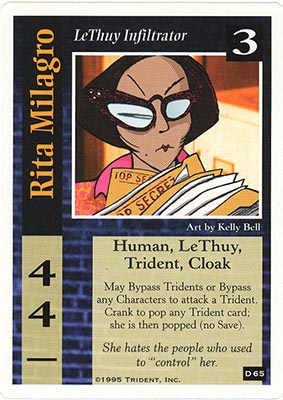 LeThuy Infiltrator
3
Rita Milagro
TOP SECRET
TOP SECRET
Art by Kelly Bell
4
4
—
Human, LeThuy,
Trident, Cloak
May Bypass Tridents or Bypass
any Characters to attack a Trident.
Crank to pop any Trident card;
she is then popped (no Save).
She hates the people who used
to “control” her.
©1995 TRIDENT, INC.
D 65